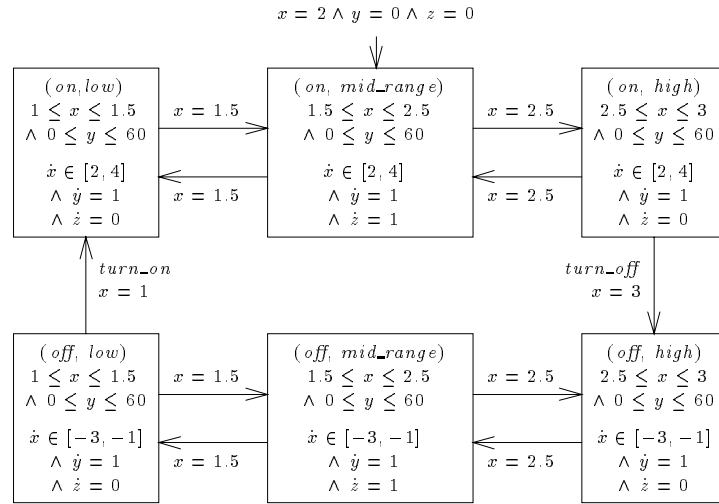 x = 2 ∧ y = 0 ∧ z = 0
(on, low)
1 ≤ x ≤ 1.5
∧ 0 ≤ y ≤ 60
ẋ ∈ [2, 4]
∧ ẏ = 1
∧ ż = 0
x = 1.5
x = 1.5
(on, mid_range)
1.5 ≤ x ≤ 2.5
∧ 0 ≤ y ≤ 60
ẋ ∈ [2, 4]
∧ ẏ = 1
∧ ż = 1
x = 2.5
x = 2.5
(on, high)
2.5 ≤ x ≤ 3
∧ 0 ≤ y ≤ 60
ẋ ∈ [2, 4]
∧ ẏ = 1
∧ ż = 0
turn_on
x = 1
turn_off
x = 3
(off, low)
1 ≤ x ≤ 1.5
∧ 0 ≤ y ≤ 60
ẋ ∈ [−3, −1]
∧ ẏ = 1
∧ ż = 0
x = 1.5
x = 1.5
(off, mid_range)
1.5 ≤ x ≤ 2.5
∧ 0 ≤ y ≤ 60
ẋ ∈ [−3, −1]
∧ ẏ = 1
∧ ż = 1
x = 2.5
x = 2.5
(off, high)
2.5 ≤ x ≤ 3
∧ 0 ≤ y ≤ 60
ẋ ∈ [−3, −1]
∧ ẏ = 1
∧ ż = 0